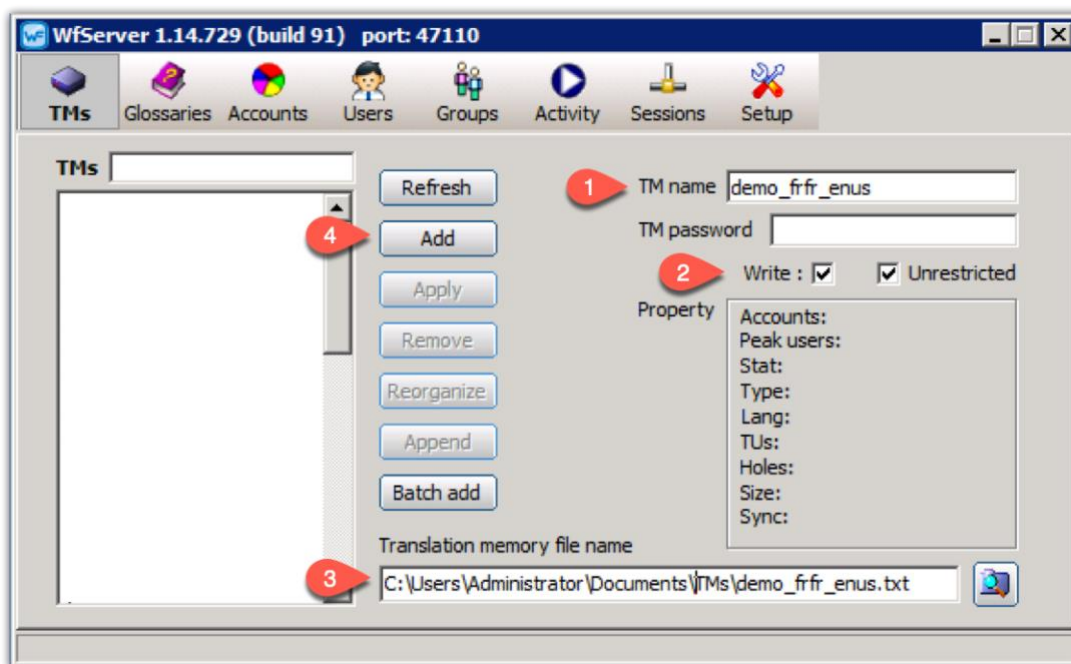 WfServer 1.14.729 (build 91) port: 47110
TMs Glossaries Accounts Users Groups Activity Sessions Setup
TMs
Refresh
1 TM name demo_frfr_enus
4 Add
TM password
2 Write : Unrestricted
Apply
Property
Accounts:
Peak users:
Stat:
Type:
Lang:
TUs:
Holes:
Size:
Sync:
Remove
Reorganize
Append
Batch add
Translation memory file name
3 C:\Users\Administrator\Documents\TMs\demo_frfr_enus.txt